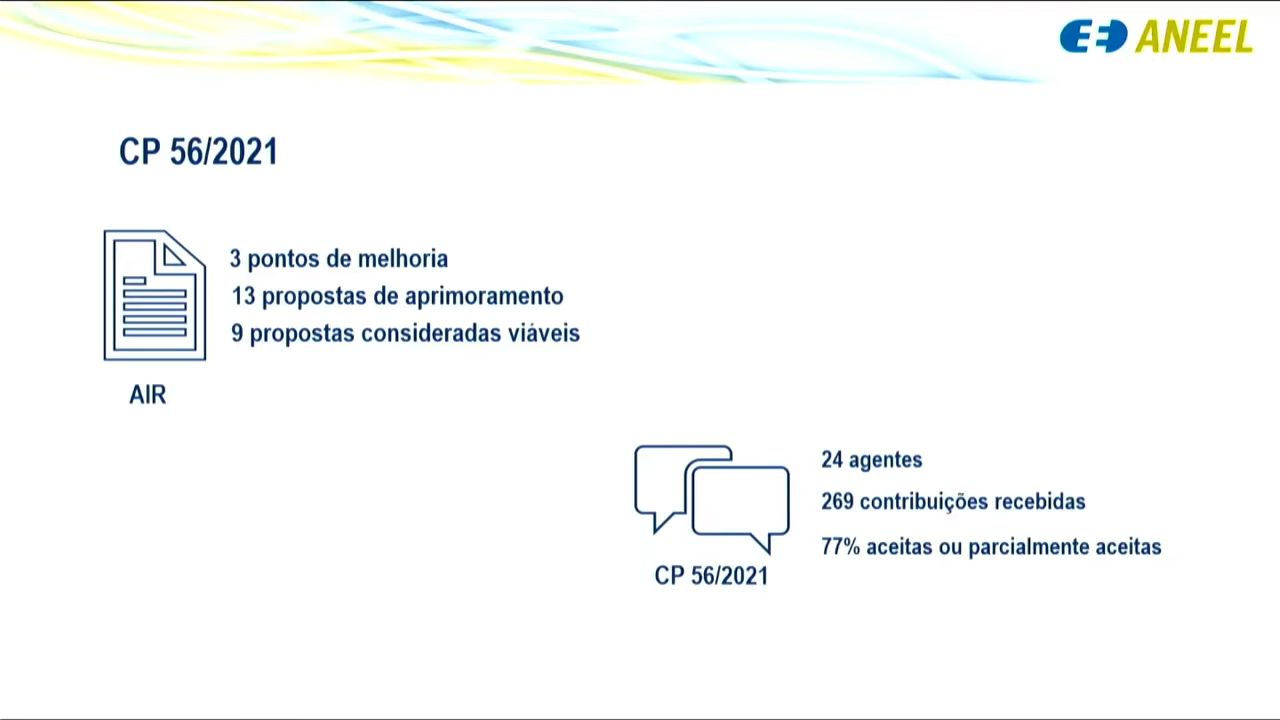 ANEEL
CP 56/2021
3 pontos de melhoria
13 propostas de aprimoramento
9 propostas consideradas viáveis
AIR
24 agentes
269 contribuições recebidas
77% aceitas ou parcialmente aceitas
CP 56/2021